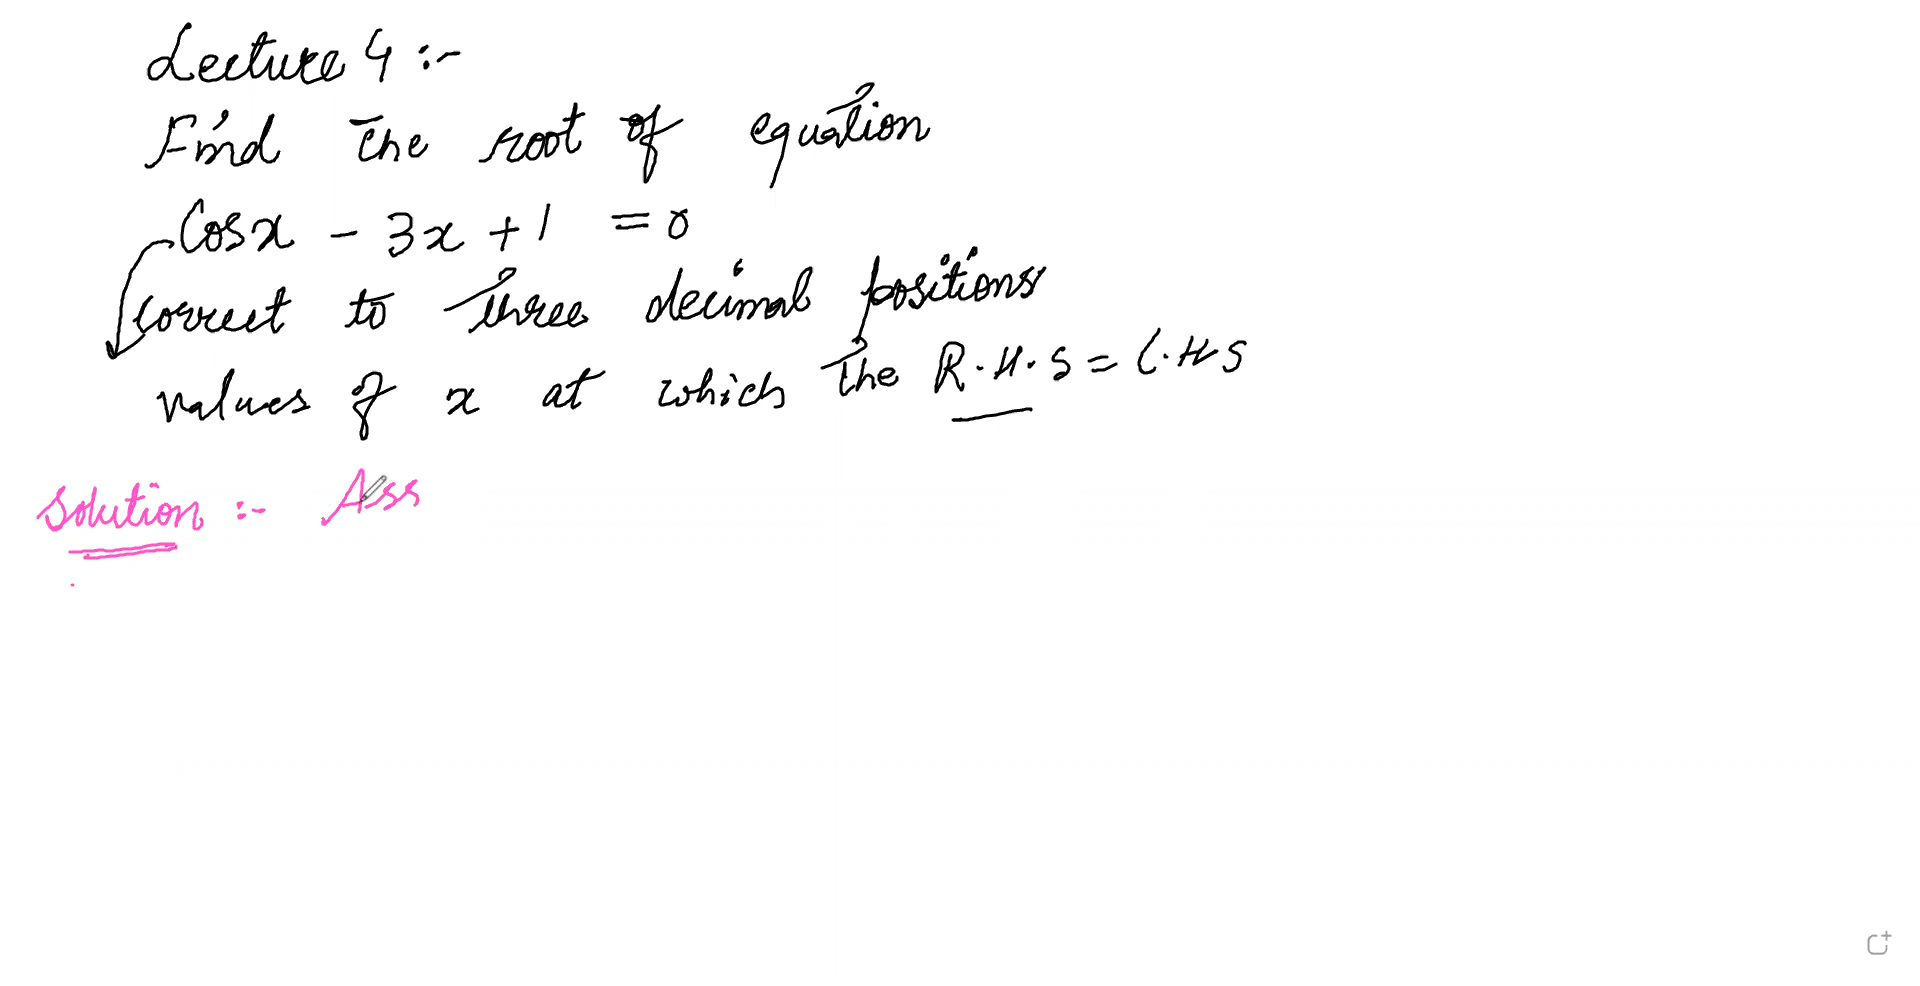 Lecture 4 :-
Find the root of equation
Cosx - 3x + 1 = 0
correct to three decimal positions
values of x at which the R.H.S = L.H.S
Solution :- Ass